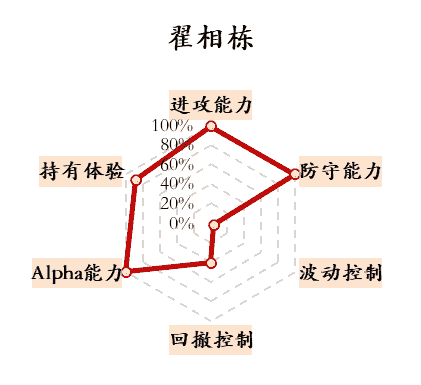 翟相栋
进攻能力
100%
80%
60%
40%
20%
0%
持有体验
防守能力
Alpha能力
波动控制
回撤控制